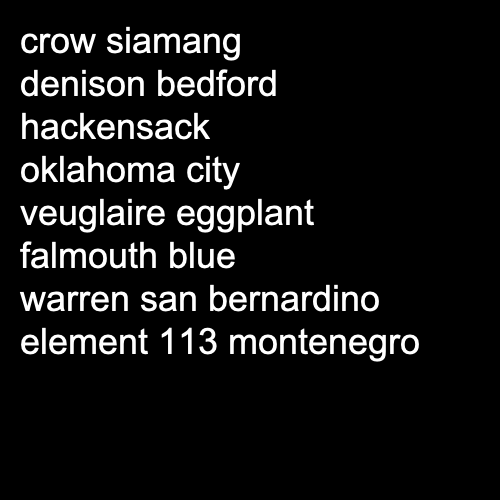 crow siamang
denison bedford
hackensack
oklahoma city
veuglaire eggplant
falmouth blue
warren san bernardino
element 113 montenegro